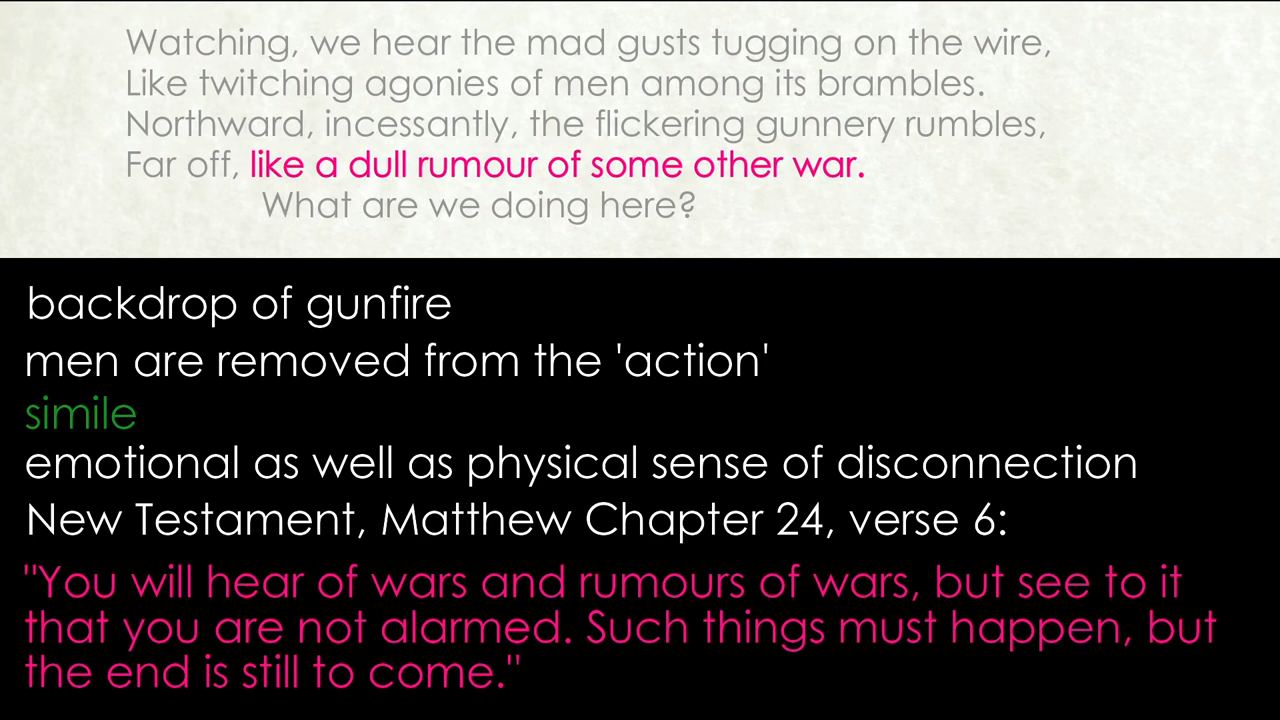 Watching, we hear the mad gusts tugging on the wire,
Like twitching agonies of men among its brambles.
Northward, incessantly, the flickering gunnery rumbles,
Far off, like a dull rumour of some other war.
What are we doing here?
backdrop of gunfire
men are removed from the 'action'
simile
emotional as well as physical sense of disconnection
New Testament, Matthew Chapter 24, verse 6:
"You will hear of wars and rumours of wars, but see to it
that you are not alarmed. Such things must happen, but
the end is still to come."